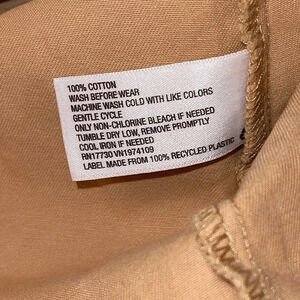 100% COTTON
WASH BEFORE WEAR
MACHINE WASH COLD WITH LIKE COLORS
GENTLE CYCLE
ONLY NON-CHLORINE BLEACH IF NEEDED
TUMBLE DRY LOW, REMOVE PROMPTLY
COOL IRON IF NEEDED
RN17730 VN1974109
LABEL MADE FROM 100% RECYCLED PLASTIC